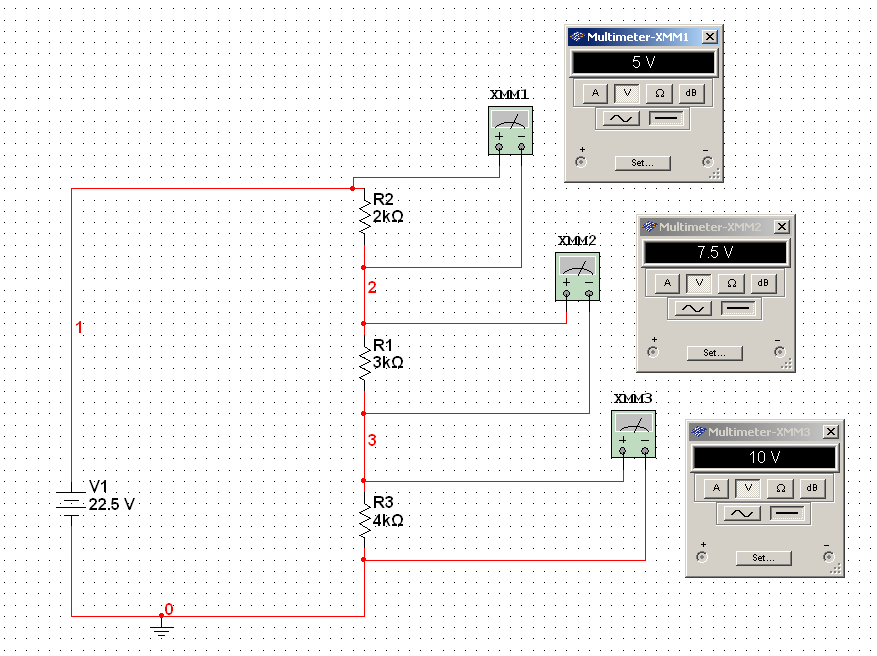 Multimeter-XMM1
5 V
A V Ω dB
+ −
Set...
XMM1
+ −
R2
2kΩ
Multimeter-XMM2
7.5 V
A V Ω dB
+ −
Set...
XMM2
+ −
2
1
R1
3kΩ
XMM3
+ −
3
Multimeter-XMM3
10 V
A V Ω dB
+ −
Set...
V1
22.5 V
R3
4kΩ
0